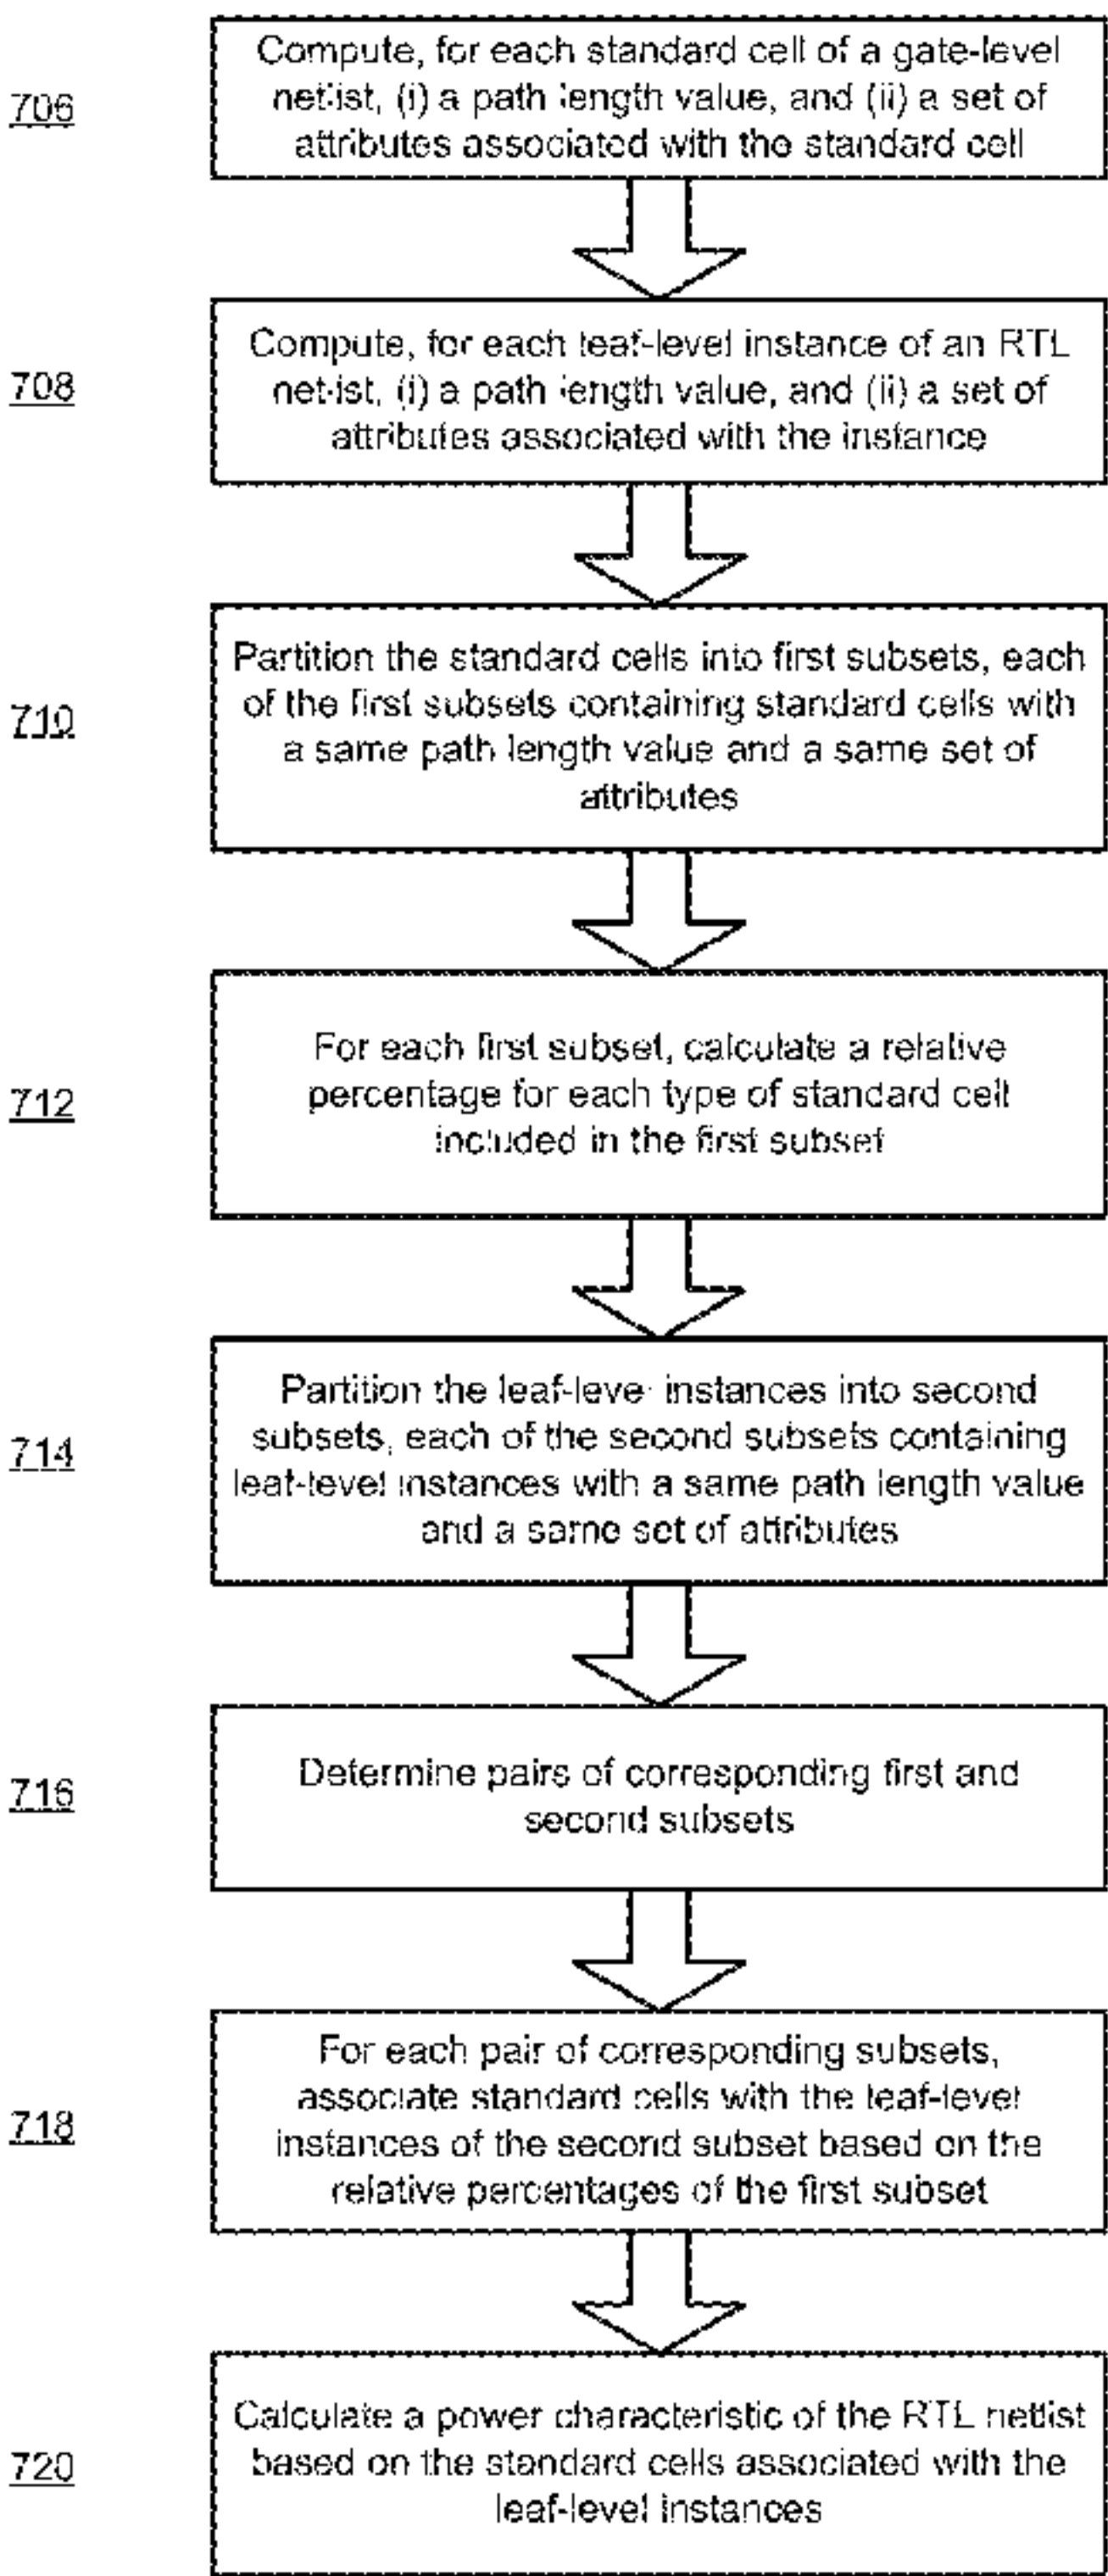 706
Compute, for each standard cell of a gate-level
netlist, (i) a path length value, and (ii) a set of
attributes associated with the standard cell
708
Compute, for each leaf-level instance of an RTL
netlist, (i) a path length value, and (ii) a set of
attributes associated with the instance
710
Partition the standard cells into first subsets, each
of the first subsets containing standard cells with
a same path length value and a same set of
attributes
712
For each first subset, calculate a relative
percentage for each type of standard cell
included in the first subset
714
Partition the leaf-level instances into second
subsets, each of the second subsets containing
leaf-level instances with a same path length value
and a same set of attributes
716
Determine pairs of corresponding first and
second subsets
718
For each pair of corresponding subsets,
associate standard cells with the leaf-level
instances of the second subset based on the
relative percentages of the first subset
720
Calculate a power characteristic of the RTL netlist
based on the standard cells associated with the
leaf-level instances